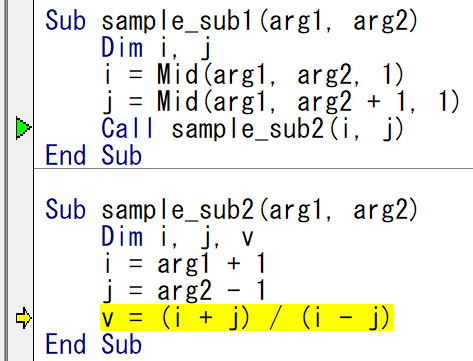 Sub sample_sub1(arg1, arg2)
    Dim i, j
    i = Mid(arg1, arg2, 1)
    j = Mid(arg1, arg2 + 1, 1)
    Call sample_sub2(i, j)
End Sub
Sub sample_sub2(arg1, arg2)
    Dim i, j, v
    i = arg1 + 1
    j = arg2 - 1
    v = (i + j) / (i - j)
End Sub